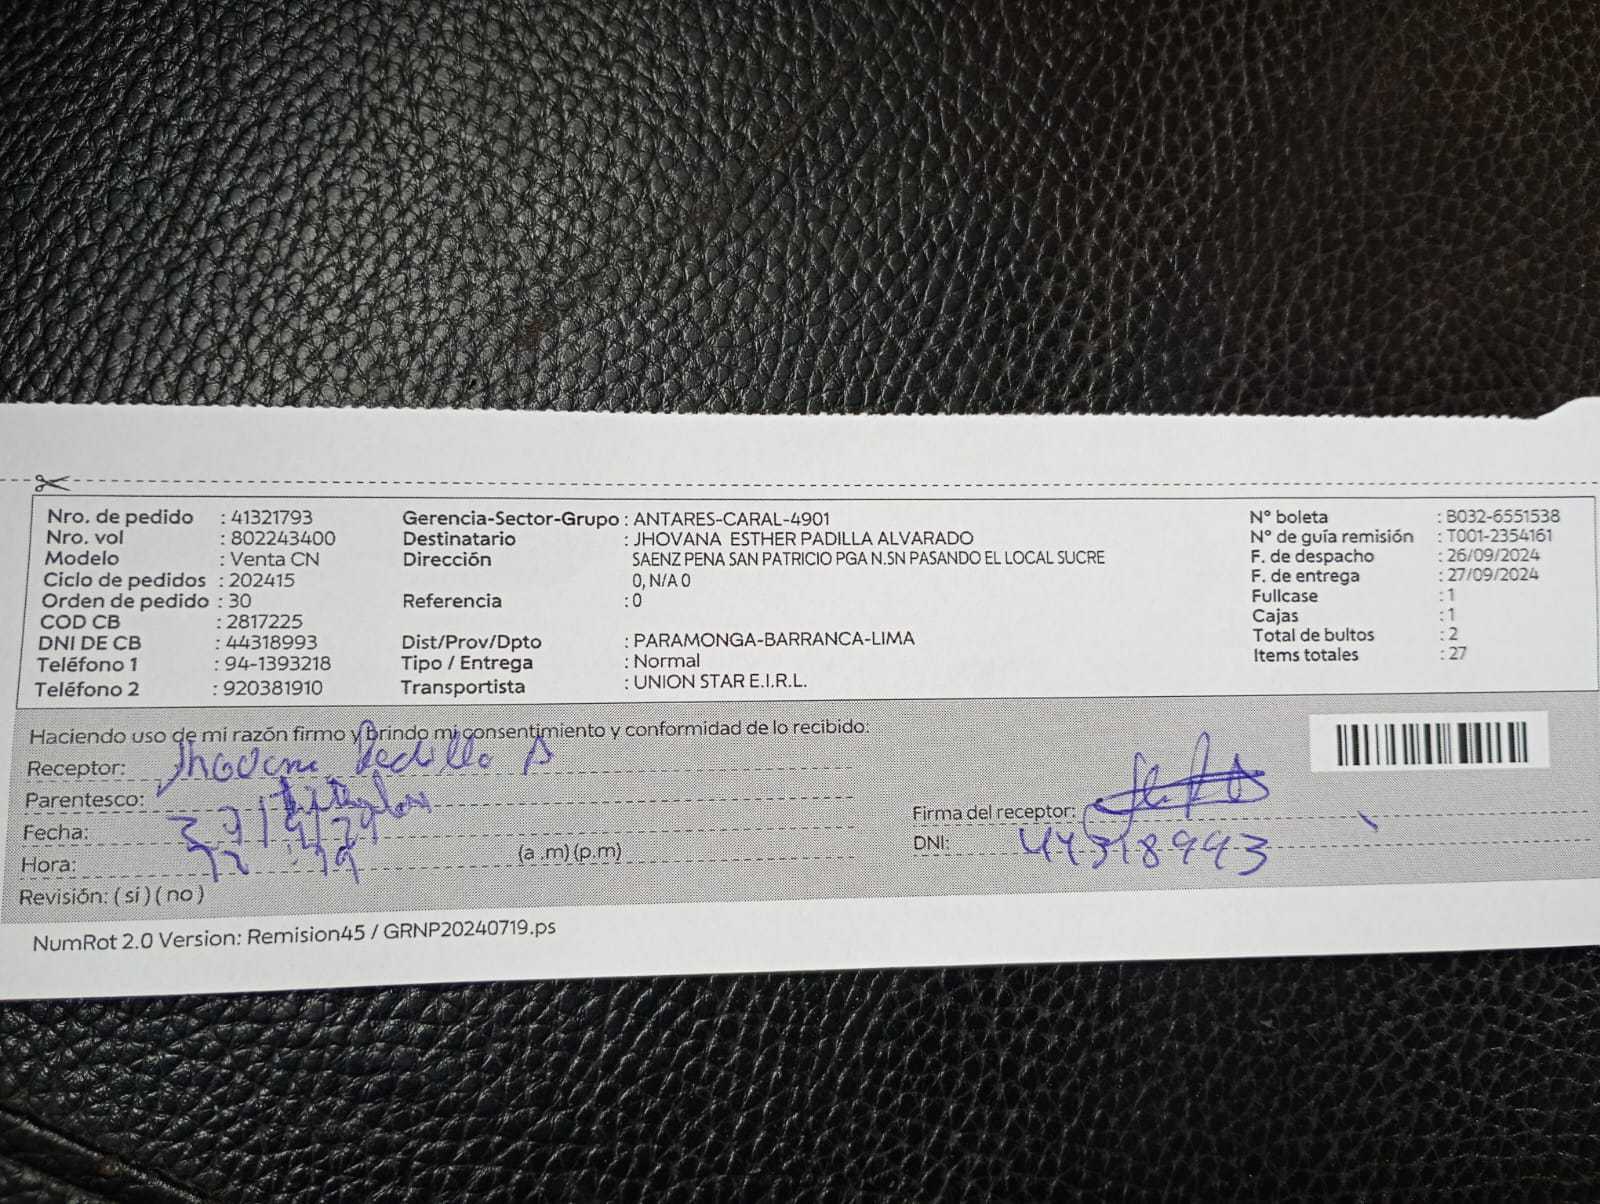 Nro. de pedido : 41321793
Nro. vol : 802243400
Modelo : Venta CN
Ciclo de pedidos : 202415
Orden de pedido : 30
COD CB : 2817225
DNI DE CB : 44318993
Teléfono 1 : 94-1393218
Teléfono 2 : 920381910
Gerencia-Sector-Grupo : ANTARES-CARAL-4901
Destinatario : JHOVANA ESTHER PADILLA ALVARADO
Dirección SAENZ PENA SAN PATRICIO PGA N.SN PASANDO EL LOCAL SUCRE
0, N/A 0
Referencia : 0
Dist/Prov/Dpto : PARAMONGA-BARRANCA-LIMA
Tipo / Entrega : Normal
Transportista : UNION STAR E.I.R.L.
N° boleta : B032-6551538
N° de guía remisión : T001-2354161
F. de despacho : 26/09/2024
F. de entrega : 27/09/2024
Fullcase : 1
Cajas : 1
Total de bultos : 2
Items totales : 27
Haciendo uso de mi razón firmo y brindo mi consentimiento y conformidad de lo recibido:
Receptor: Jhovana Padilla A
Parentesco:
Fecha:
Hora: (a .m) (p.m)
Revisión: ( si ) ( no )
Firma del receptor:
DNI: 44318993
NumRot 2.0 Version: Remision45 / GRNP20240719.ps